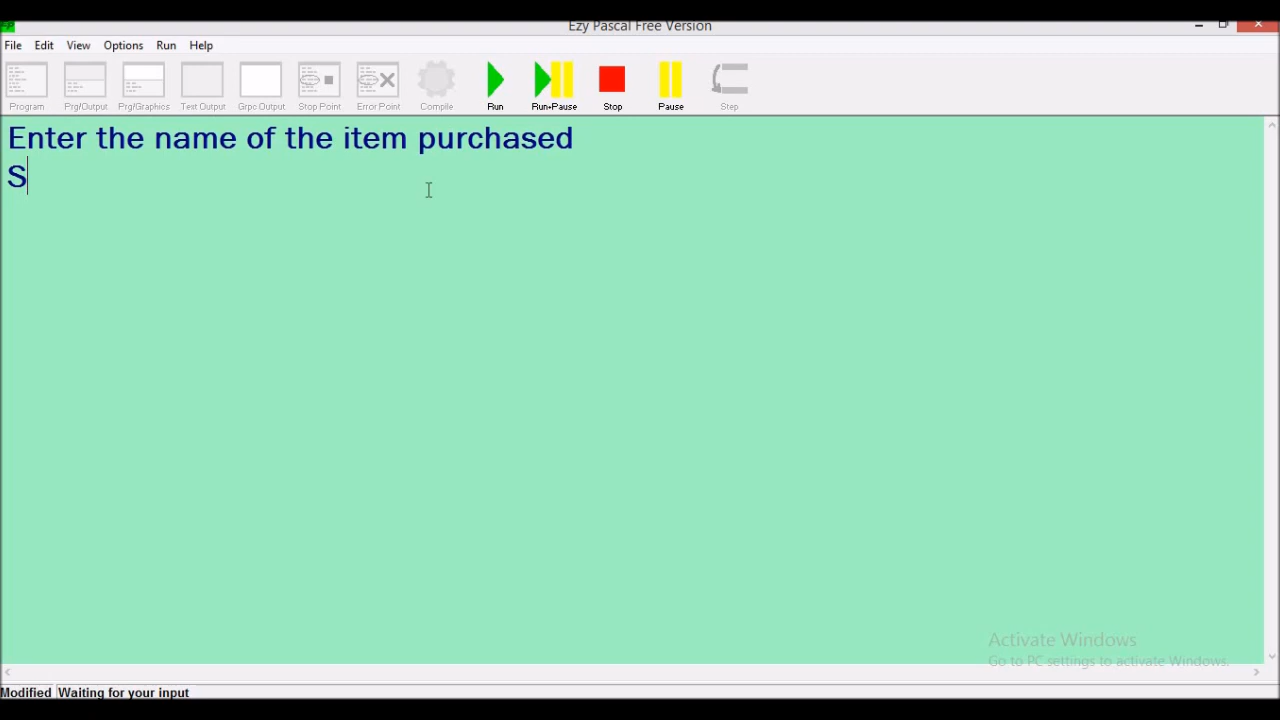 Ezy Pascal Free Version
File Edit View Options Run Help
Program Prg/Output Prg/Graphics Text Output Grpc Output Stop Point Error Point Compile Run Run+Pause Stop Pause Step
Enter the name of the item purchased
S
Activate Windows
Go to PC settings to activate Windows.
Modified Waiting for your input